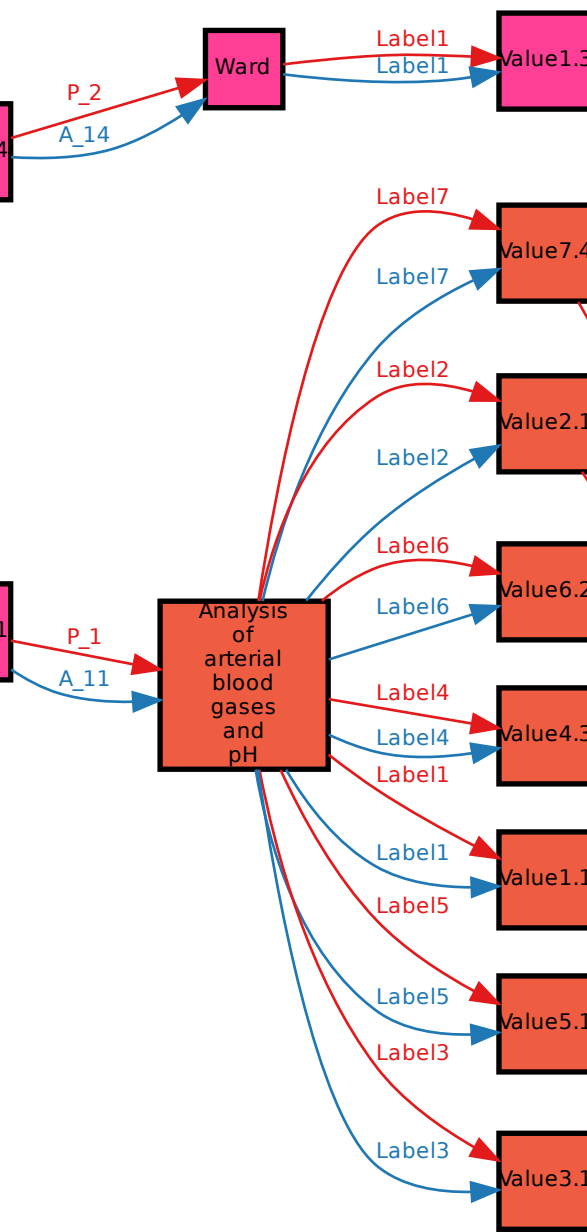 Label1
Ward
Label1
Value1.3
P_2
A_14
4
Label7
Value7.4
Label7
Label2
Value2.1
Label2
Label6
Value6.2
Label6
Analysis
of
arterial
blood
gases
and
pH
1
P_1
A_11
Label4
Value4.3
Label4
Label1
Label1
Value1.1
Label5
Label5
Value5.1
Label3
Label3
Value3.1